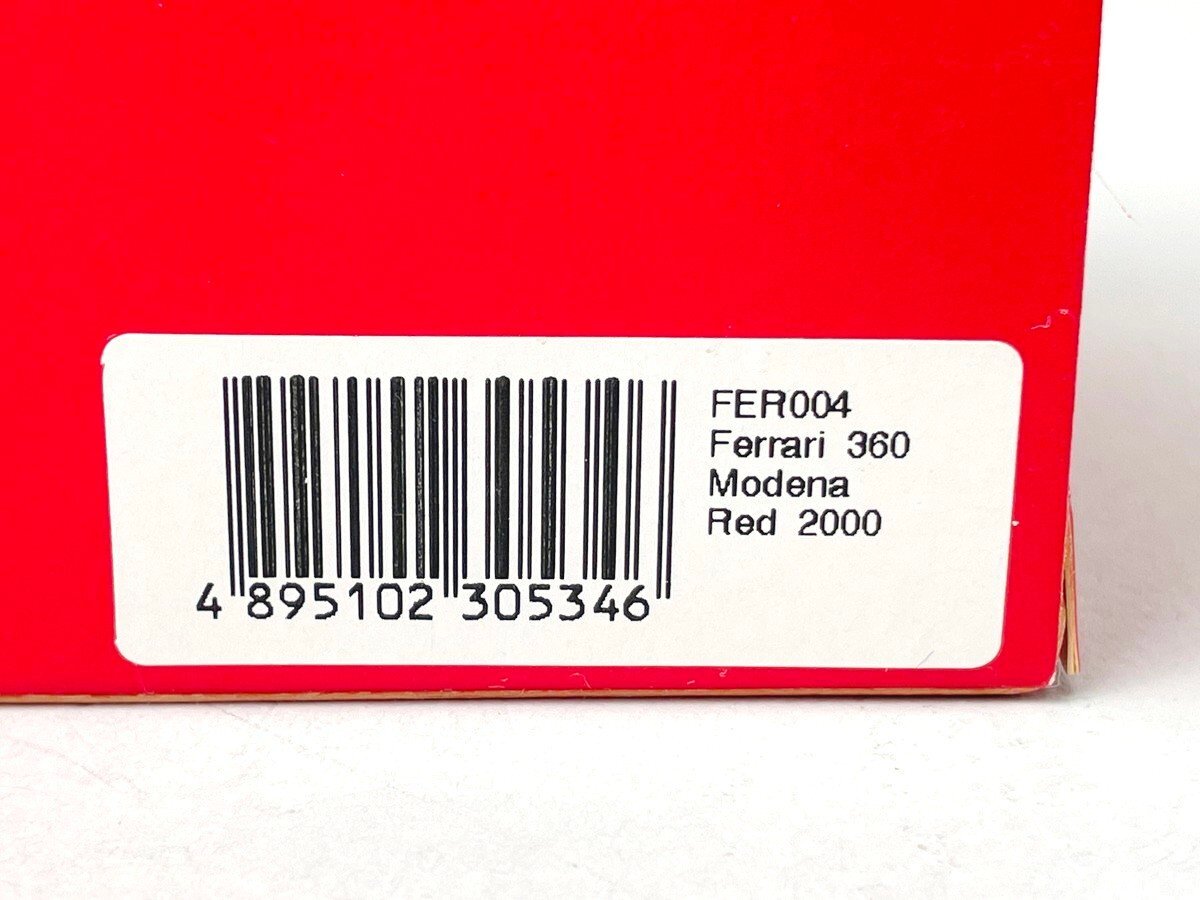 FER004
Ferrari 360
Modena
Red 2000
4 895102 305346